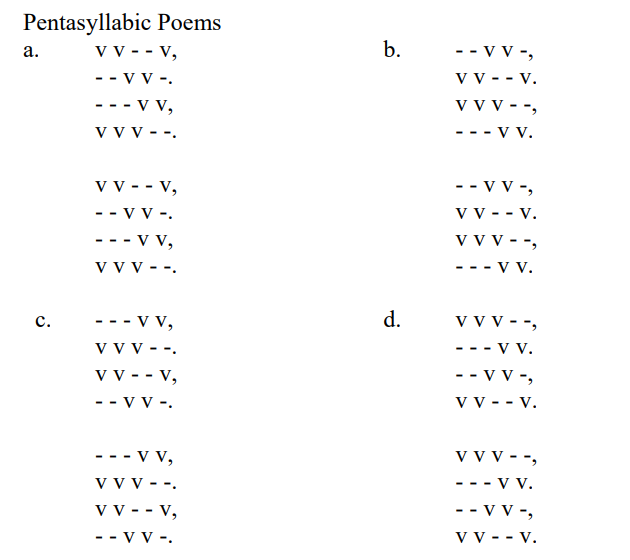 Pentasyllabic Poems
a. v v - - v, b. - - v v -,
- - v v -. v v - - v.
- - - v v, v v v - -,
v v v - -. - - - v v.
v v - - v, - - v v -,
- - v v -. v v - - v.
- - - v v, v v v - -,
v v v - -. - - - v v.
c. - - - v v, d. v v v - -,
v v v - -. - - - v v.
v v - - v, - - v v -,
- - v v -. v v - - v.
- - - v v, v v v - -,
v v v - -. - - - v v.
v v - - v, - - v v -,
- - v v -. v v - - v.